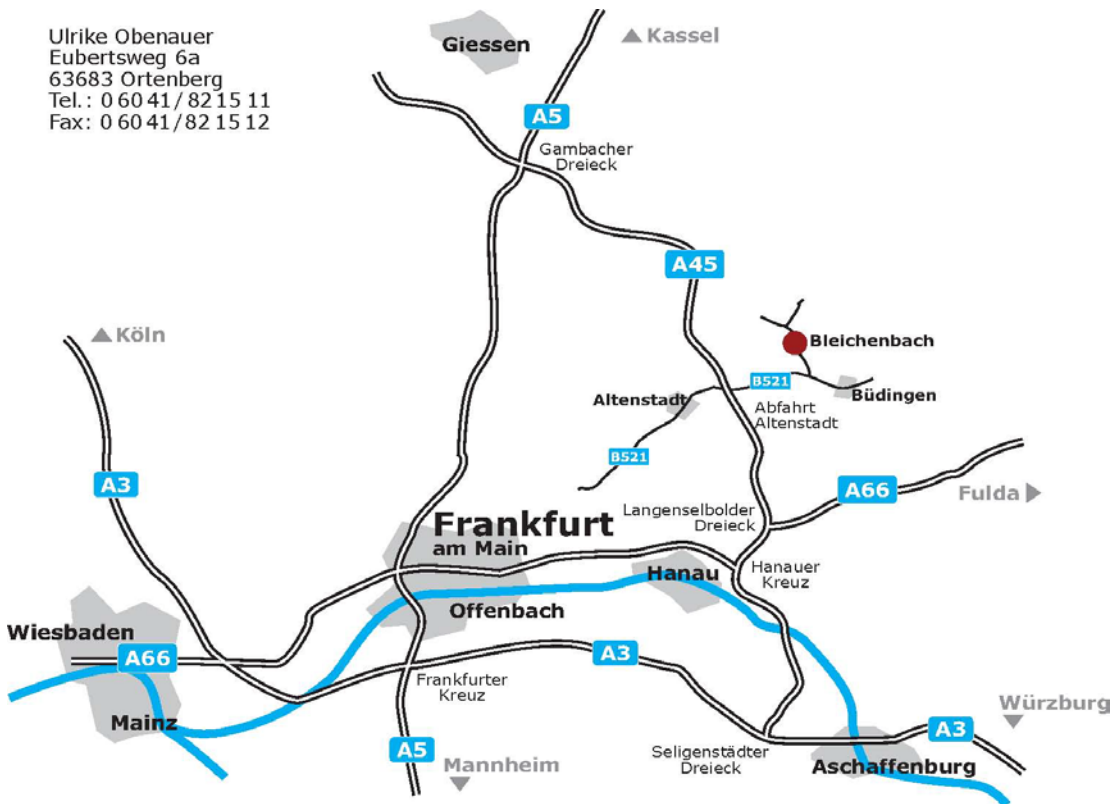 Ulrike Obenauer
Eubertsweg 6a
63683 Ortenberg
Tel.: 0 60 41/82 15 11
Fax: 0 60 41/82 15 12
Giessen
Kassel
A5
Gambacher
Dreieck
A45
Köln
Bleichenbach
B521
Altenstadt
Büdingen
Abfahrt
Altenstadt
B521
A3
A66
Fulda
Langenselbolder
Dreieck
Frankfurt
am Main
Hanau
Hanauer
Kreuz
Offenbach
Wiesbaden
A66
A3
Frankfurter
Kreuz
Mainz
Würzburg
A3
A5
Mannheim
Seligenstädter
Dreieck
Aschaffenburg